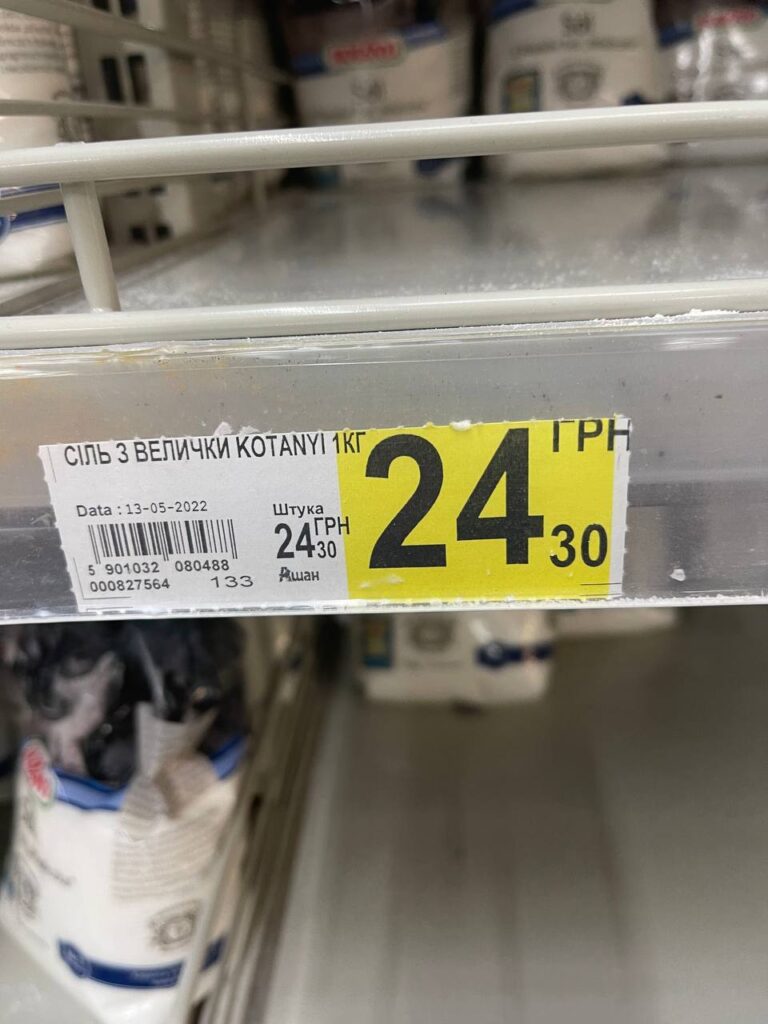 СІЛЬ З ВЕЛИЧКИ KOTANYI 1КГ
Data : 13-05-2022
5 901032 080488
000827564 133
Штука
24 ГРН 30
Ашан
24 ГРН 30